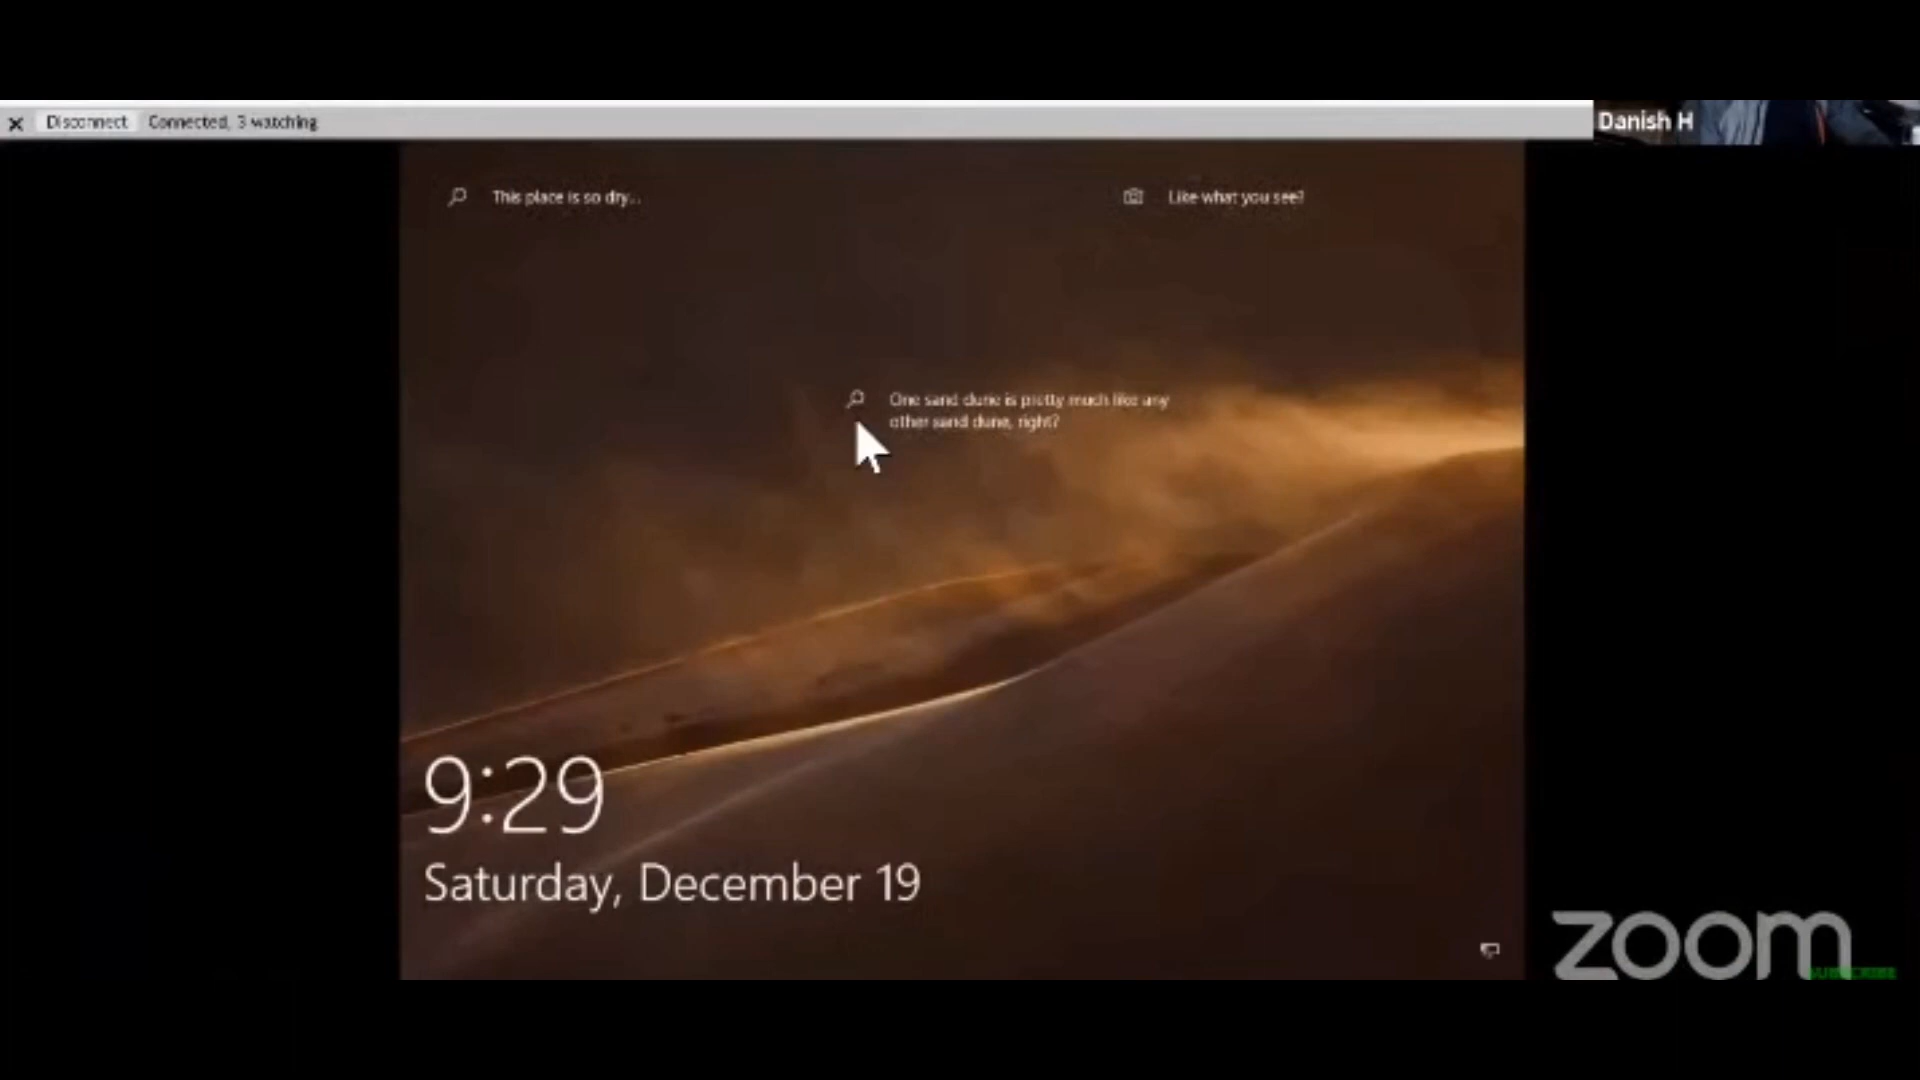 Disconnect Connected, 3 watching
Danish H
This place is so dry...
Like what you see?
One sand dune is pretty much like any
other sand dune, right?
9:29
Saturday, December 19
zoom
SUBSCRIBE